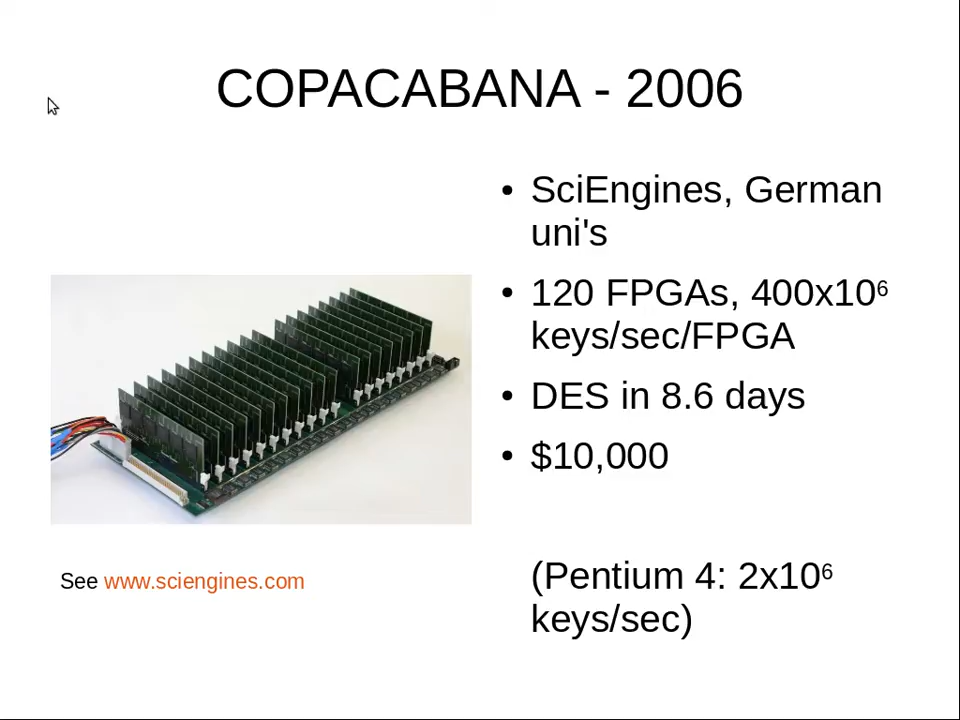 COPACABANA - 2006
• SciEngines, German
uni's
• 120 FPGAs, 400x10⁶
keys/sec/FPGA
• DES in 8.6 days
• $10,000
(Pentium 4: 2x10⁶
keys/sec)
See www.sciengines.com